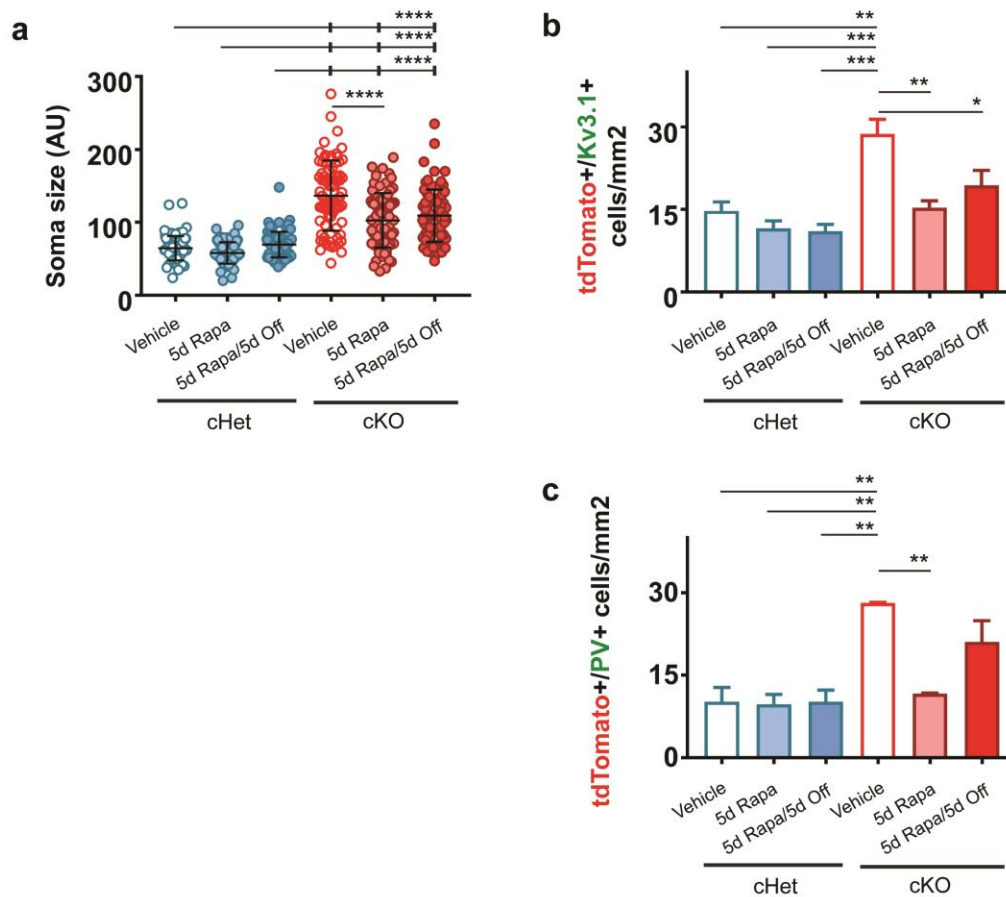 a
****
****
****
****
Soma size (AU)
300
200
100
0
Vehicle
5d Rapa
5d Rapa/5d Off
Vehicle
5d Rapa
5d Rapa/5d Off
cHet
cKO
b
**
***
***
**
*
tdTomato+/Kv3.1+
cells/mm2
30
15
0
Vehicle
5d Rapa
5d Rapa/5d Off
Vehicle
5d Rapa
5d Rapa/5d Off
cHet
cKO
c
**
**
**
**
tdTomato+/PV+ cells/mm2
30
15
0
Vehicle
5d Rapa
5d Rapa/5d Off
Vehicle
5d Rapa
5d Rapa/5d Off
cHet
cKO